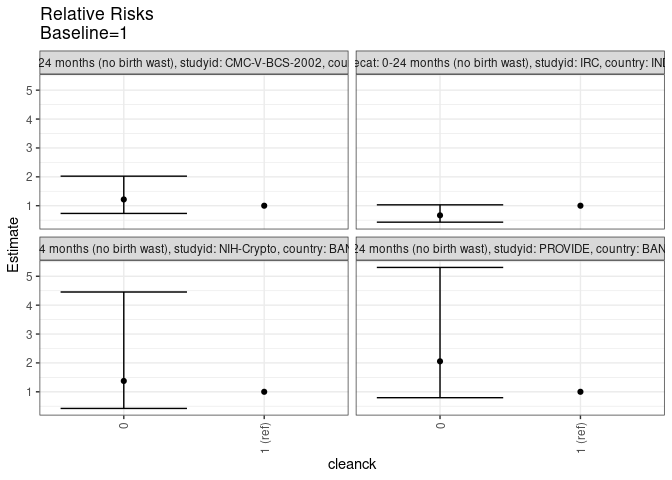 Relative Risks
Baseline=1
24 months (no birth wast), studyid: CMC-V-BCS-2002, cou
ecat: 0-24 months (no birth wast), studyid: IRC, country: IND
5
4
3
2
1
4 months (no birth wast), studyid: NIH-Crypto, country: BAN
24 months (no birth wast), studyid: PROVIDE, country: BAN
5
4
3
2
1
Estimate
0
1 (ref)
0
1 (ref)
cleanck